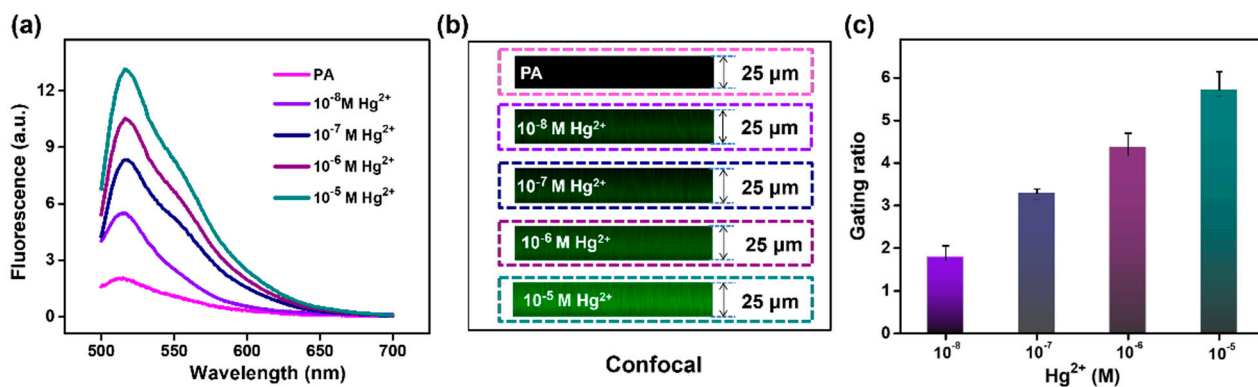 (a)
Fluorescence (a.u.)
12
9
6
3
0
500 550 600 650 700
Wavelength (nm)
PA
10⁻⁸M Hg²⁺
10⁻⁷ M Hg²⁺
10⁻⁶ M Hg²⁺
10⁻⁵ M Hg²⁺
(b)
PA 25 µm
10⁻⁸ M Hg²⁺ 25 µm
10⁻⁷ M Hg²⁺ 25 µm
10⁻⁶ M Hg²⁺ 25 µm
10⁻⁵ M Hg²⁺ 25 µm
Confocal
(c)
Gating ratio
6
5
4
3
2
1
0
10⁻⁸ 10⁻⁷ 10⁻⁶ 10⁻⁵
Hg²⁺ (M)